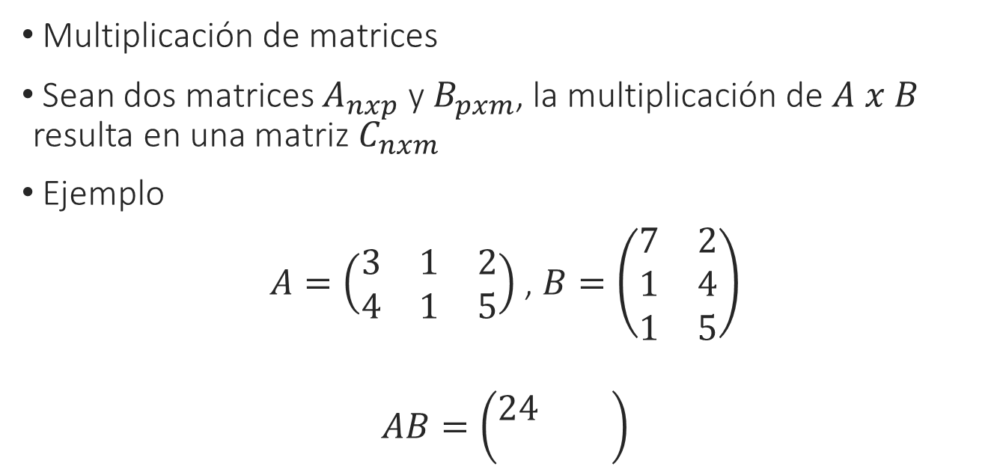 • Multiplicación de matrices
• Sean dos matrices A_{nxp} y B_{pxm}, la multiplicación de A x B
resulta en una matriz C_{nxm}
• Ejemplo
A = \begin{pmatrix} 3 & 1 & 2 \\ 4 & 1 & 5 \end{pmatrix}, B = \begin{pmatrix} 7 & 2 \\ 1 & 4 \\ 1 & 5 \end{pmatrix}
AB = \begin{pmatrix} 24 & \\ & \end{pmatrix}